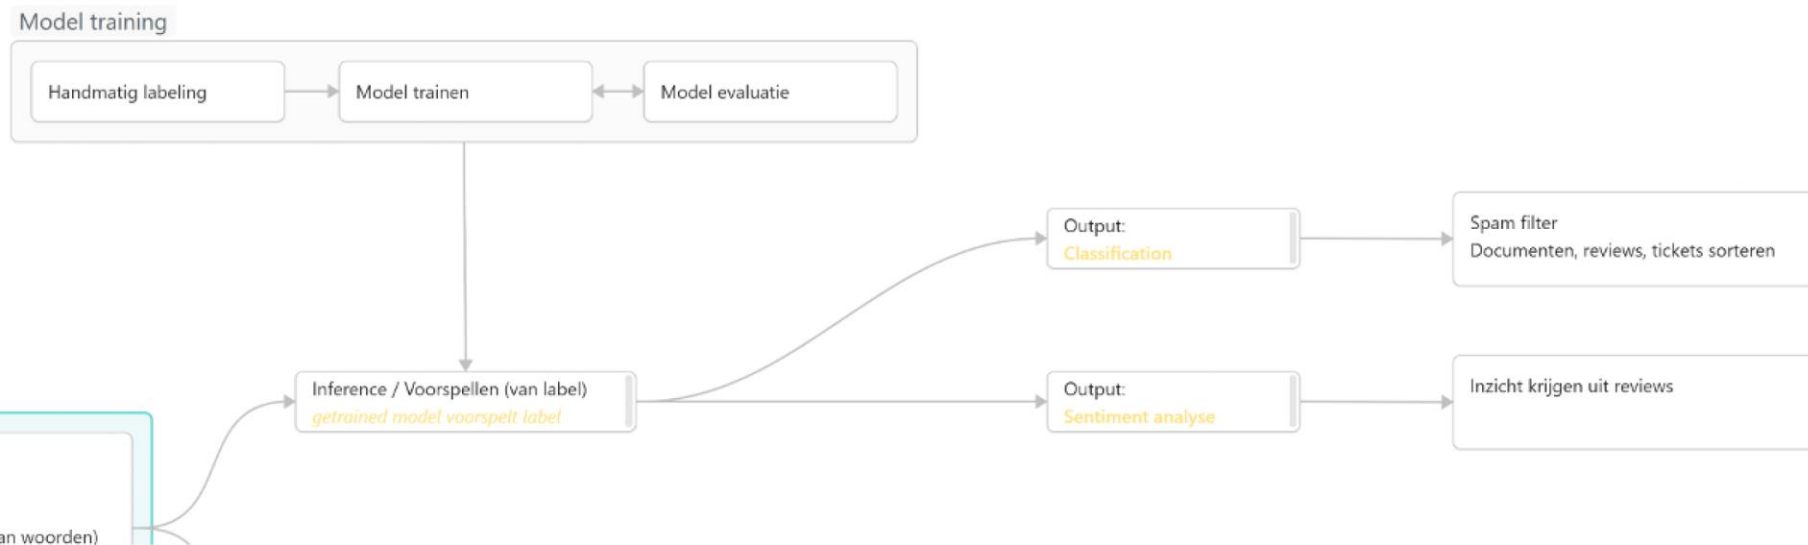 Model training
Handmatig labeling
Model trainen
Model evaluatie
Output:
Classification
Spam filter
Documenten, reviews, tickets sorteren
Inference / Voorspellen (van label)
getrained model voorspelt label
Output:
Sentiment analyse
Inzicht krijgen uit reviews
an woorden)